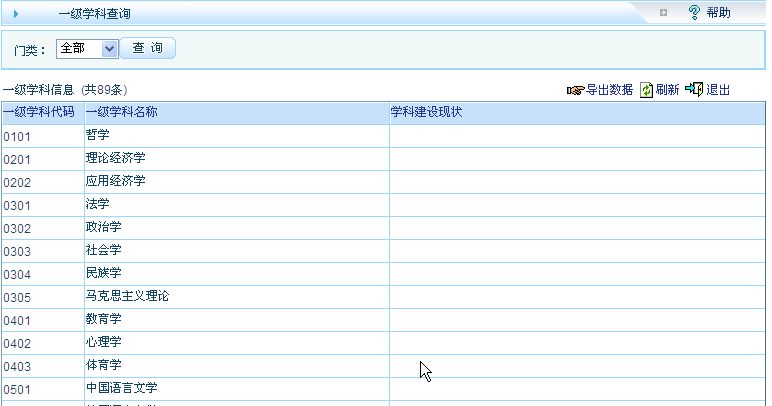 一级学科查询 帮助
门类： 全部 查 询
一级学科信息 (共89条) 导出数据 刷新 退出
一级学科代码 一级学科名称 学科建设现状
0101 哲学
0201 理论经济学
0202 应用经济学
0301 法学
0302 政治学
0303 社会学
0304 民族学
0305 马克思主义理论
0401 教育学
0402 心理学
0403 体育学
0501 中国语言文学